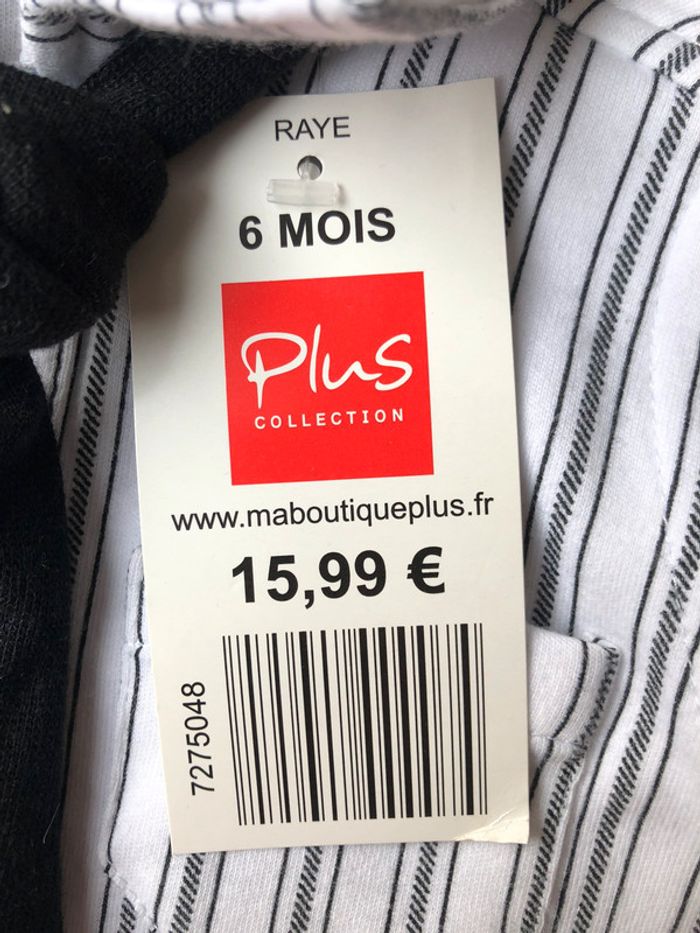 RAYE
6 MOIS
Plus
COLLECTION
www.maboutiqueplus.fr
15,99 €
7275048